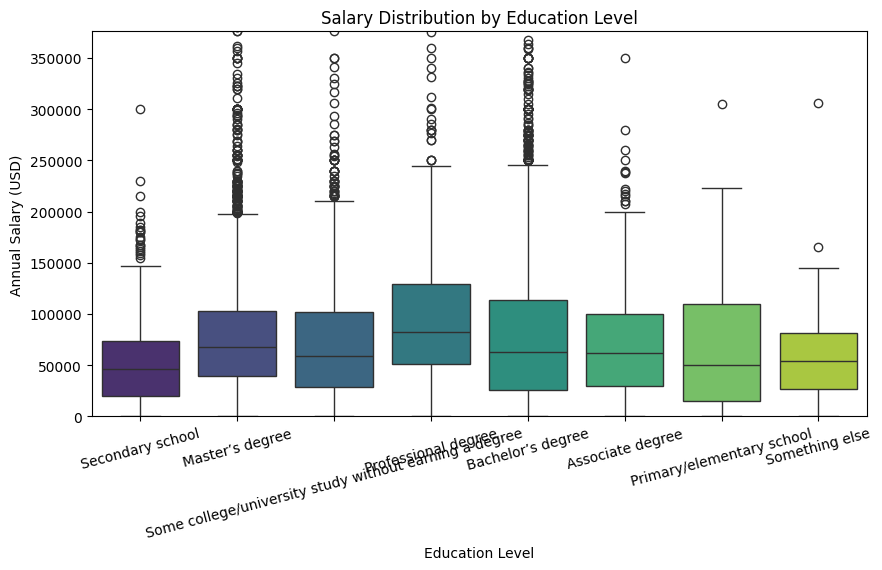 Salary Distribution by Education Level
Annual Salary (USD)
350000
300000
250000
200000
150000
100000
50000
0
Secondary school
Master’s degree
Some college/university study without earning a degree
Professional degree
Bachelor’s degree
Associate degree
Primary/elementary school
Something else
Education Level